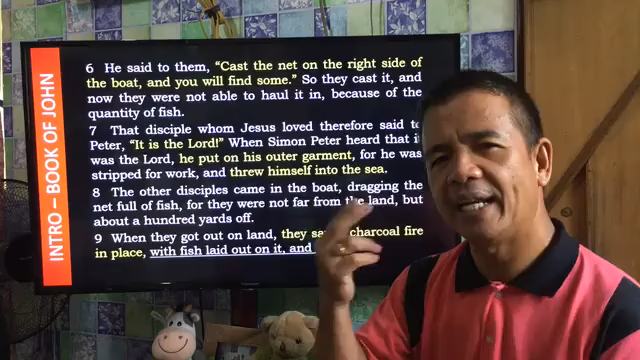 INTRO – BOOK OF JOHN
6 He said to them, “Cast the net on the right side of
the boat, and you will find some.” So they cast it, and
now they were not able to haul it in, because of the
quantity of fish.
7 That disciple whom Jesus loved therefore said
Peter, “It is the Lord!” When Simon Peter heard that
was the Lord, he put on his outer garment, for he was
stripped for work, and threw himself into the sea.
8 The other disciples came in the boat, dragging the
net full of fish, for they were not far from the land, but
about a hundred yards off.
9 When they got out on land, they charcoal fire
in place, with fish laid out on it, and